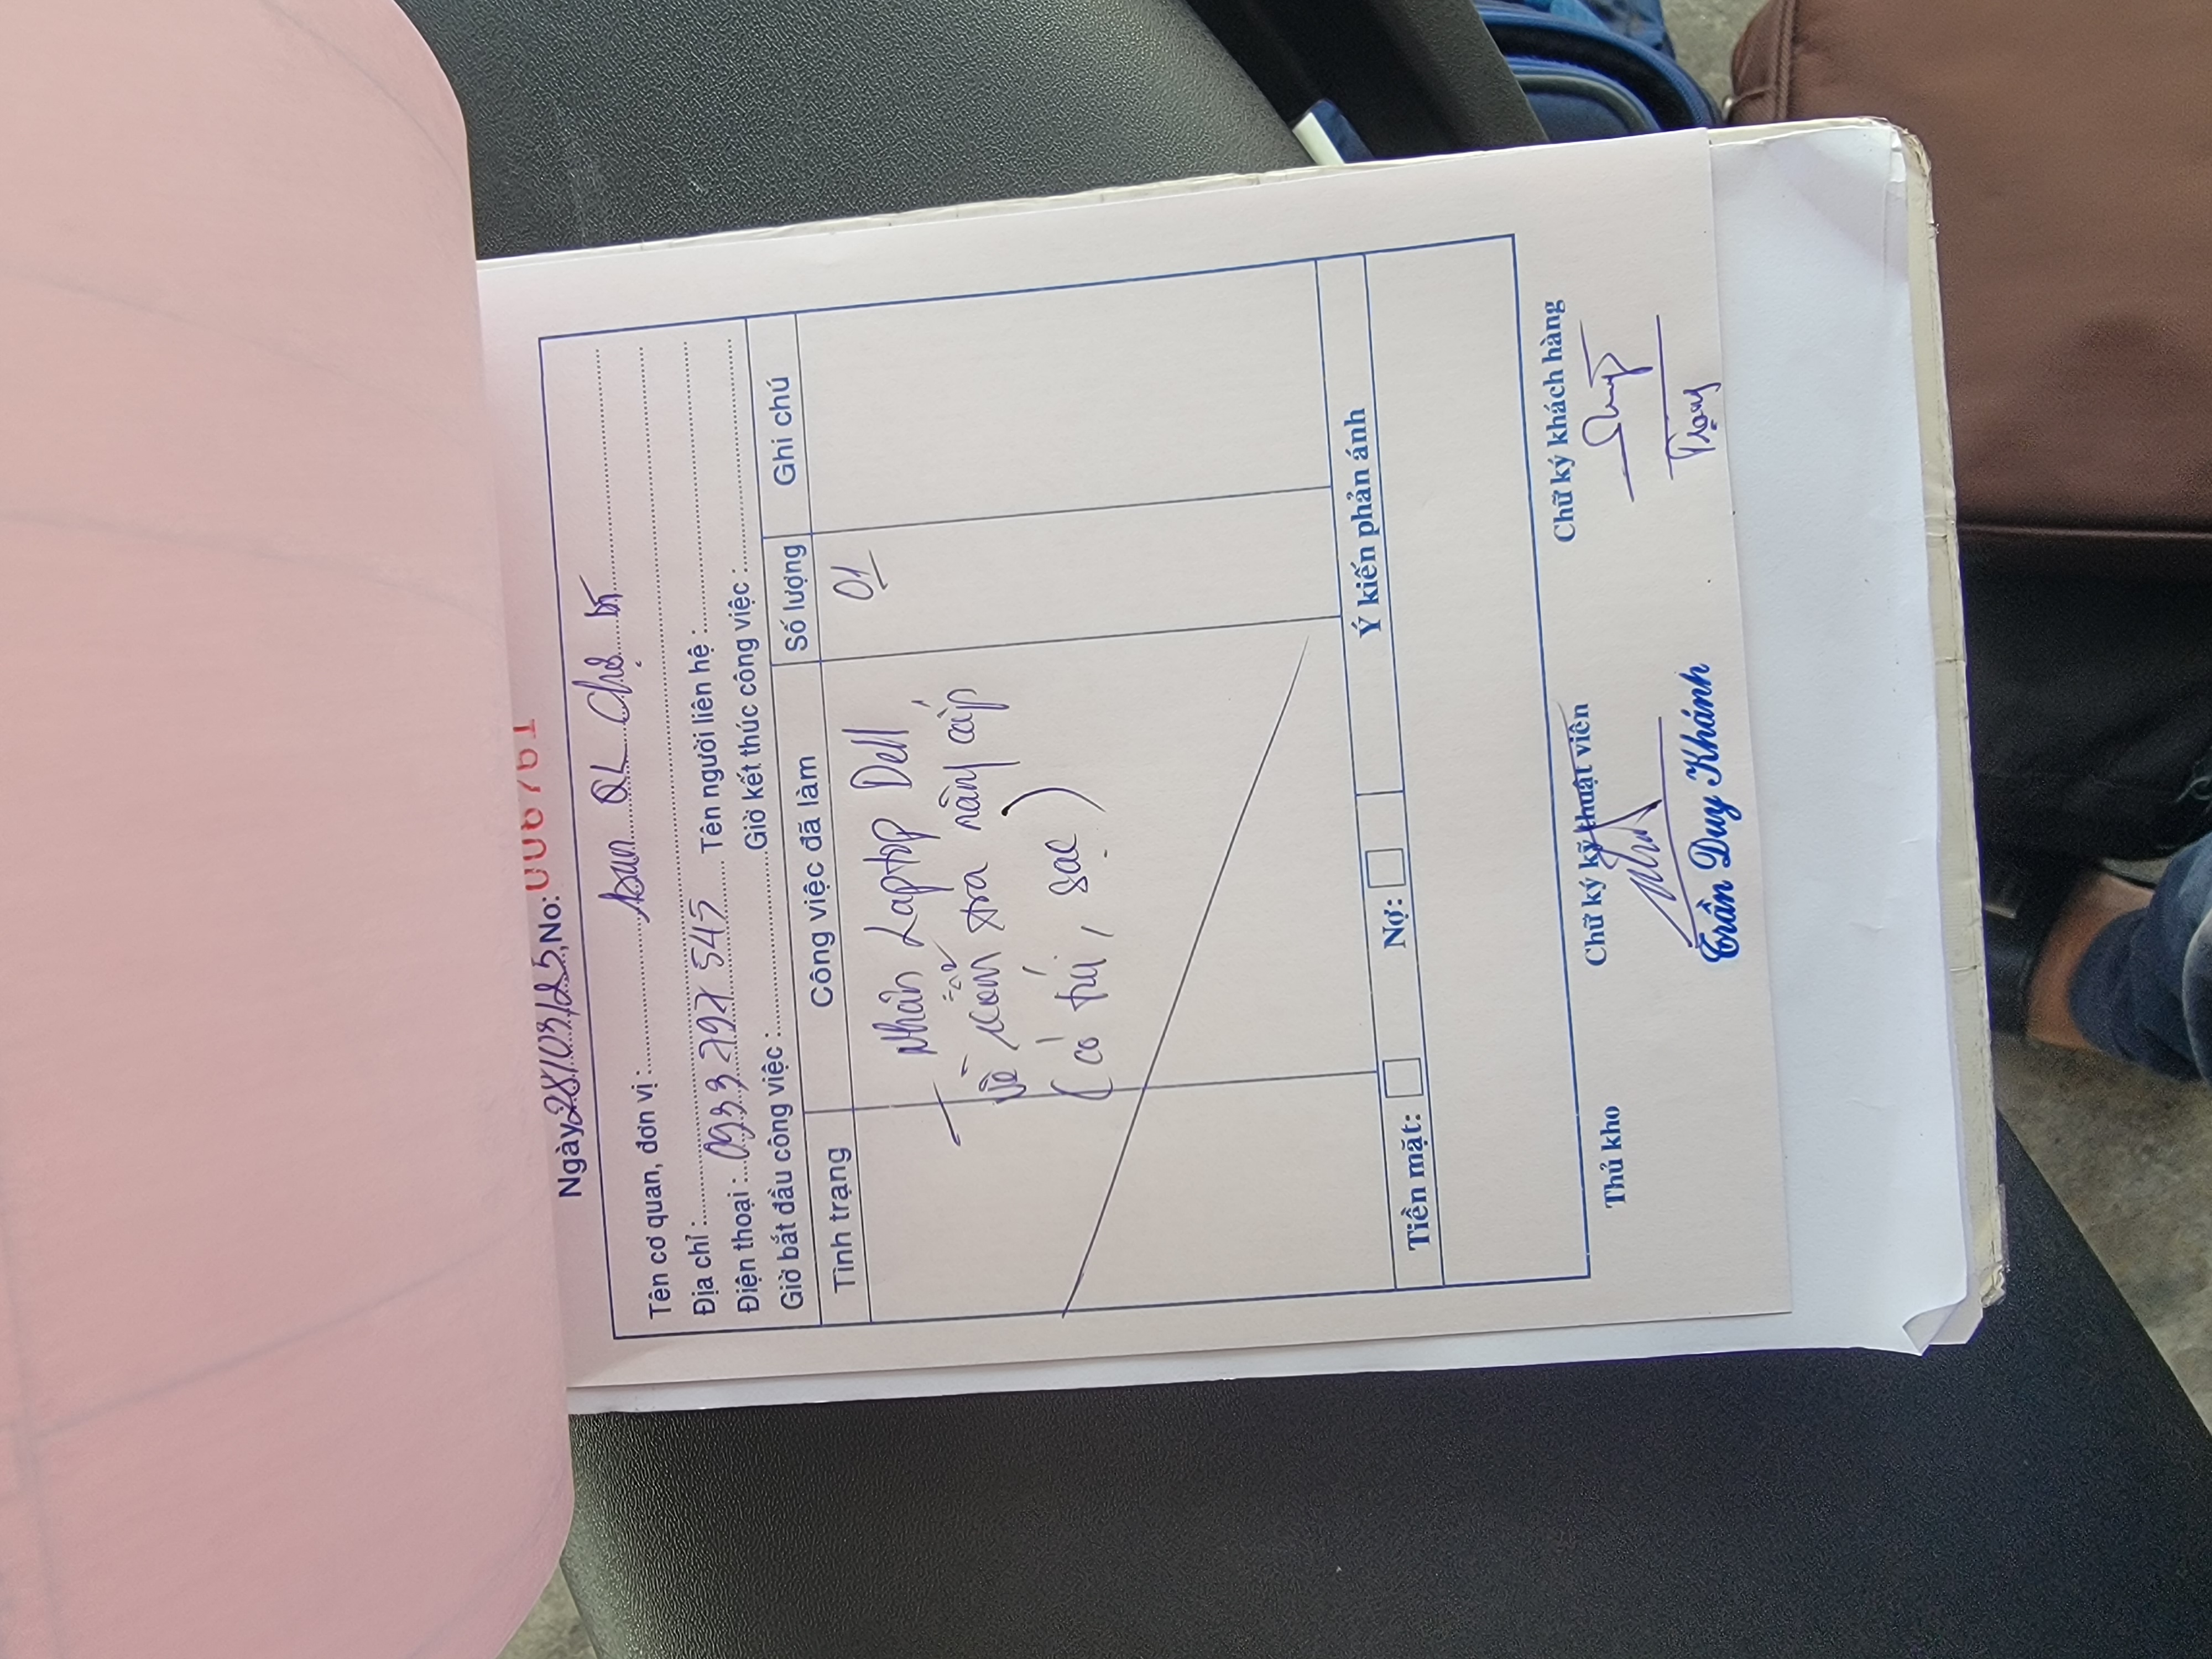 Ngày 28/03/25, No: 006761
Tên cơ quan, đơn vị: Ban QL Chợ
Địa chỉ:
Điện thoại: 0933 797 545 Tên người liên hệ:
Giờ bắt đầu công việc: Giờ kết thúc công việc:
Tình trạng Công việc đã làm Số lượng Ghi chú
- Nhận Laptop Dell 01
về kiểm tra nâng cấp
(có túi, sạc)
Tiền mặt: Nợ: Ý kiến phản ánh
Thủ kho Chữ ký kỹ thuật viên Chữ ký khách hàng
Trần Duy Khánh Trạng